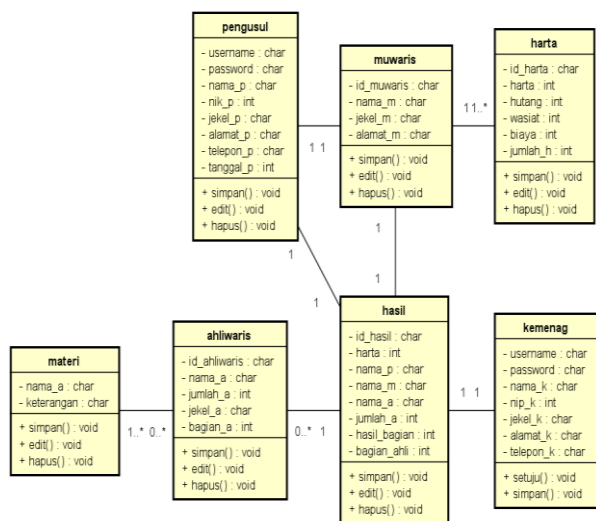 pengusul
- username : char
- password : char
- nama_p : char
- nik_p : int
- jekel_p : char
- alamat_p : char
- telepon_p : char
- tanggal_p : int
+ simpan() : void
+ edit() : void
+ hapus() : void
1 1
muwaris
- id_muwaris : char
- nama_m : char
- jekel_m : char
- alamat_m : char
+ simpan() : void
+ edit() : void
+ hapus() : void
1 1..*
harta
- id_harta : char
- harta : int
- hutang : int
- wasiat : int
- biaya : int
- jumlah_h : int
+ simpan() : void
+ edit() : void
+ hapus() : void
1
1
1
1
materi
- nama_a : char
- keterangan : char
+ simpan() : void
+ edit() : void
+ hapus() : void
1..* 0..*
ahliwaris
- id_ahliwaris : char
- nama_a : char
- jumlah_a : int
- jekel_a : char
- bagian_a : int
+ simpan() : void
+ edit() : void
+ hapus() : void
0..* 1
hasil
- id_hasil : char
- harta : int
- nama_p : char
- nama_m : char
- nama_a : char
- jumlah_a : int
- hasil_bagian : int
- bagian_ahli : int
+ simpan() : void
+ edit() : void
+ hapus() : void
1 1
kemenag
- username : char
- password : char
- nama_k : char
- nip_k : int
- jekel_k : char
- alamat_k : char
- telepon_k : char
+ setuju() : void
+ simpan() : void